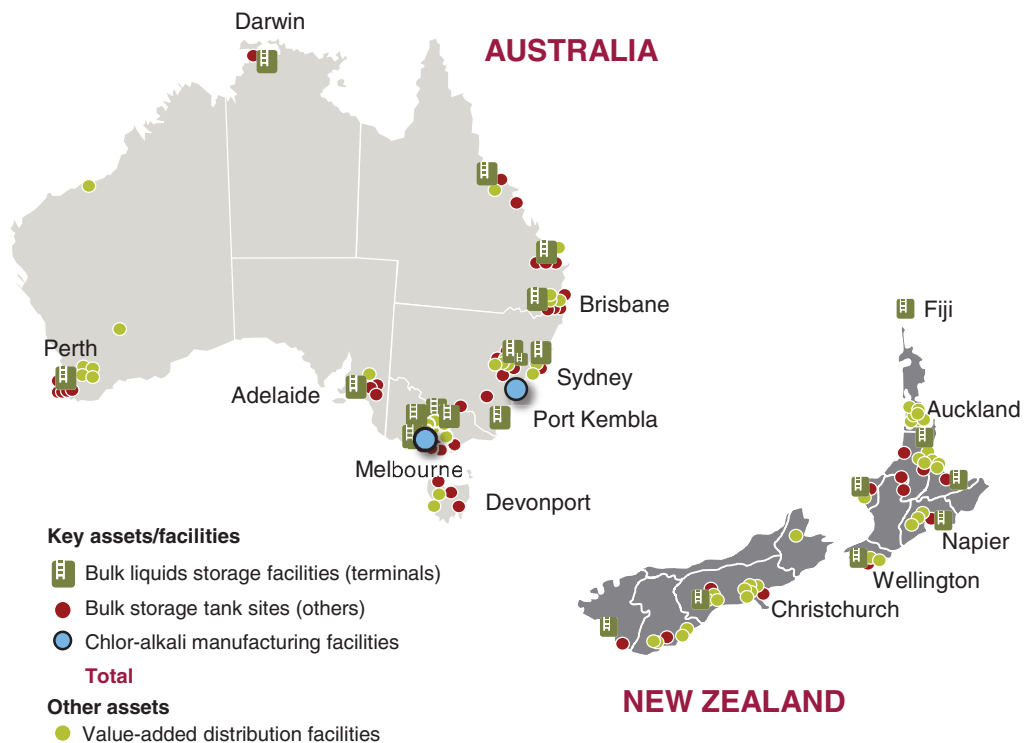 Darwin
AUSTRALIA
Brisbane
Fiji
Perth
Adelaide
Sydney
Auckland
Port Kembla
Melbourne
Devonport
Napier
Wellington
Christchurch
Key assets/facilities
Bulk liquids storage facilities (terminals)
Bulk storage tank sites (others)
Chlor-alkali manufacturing facilities
Total
Other assets
Value-added distribution facilities
NEW ZEALAND